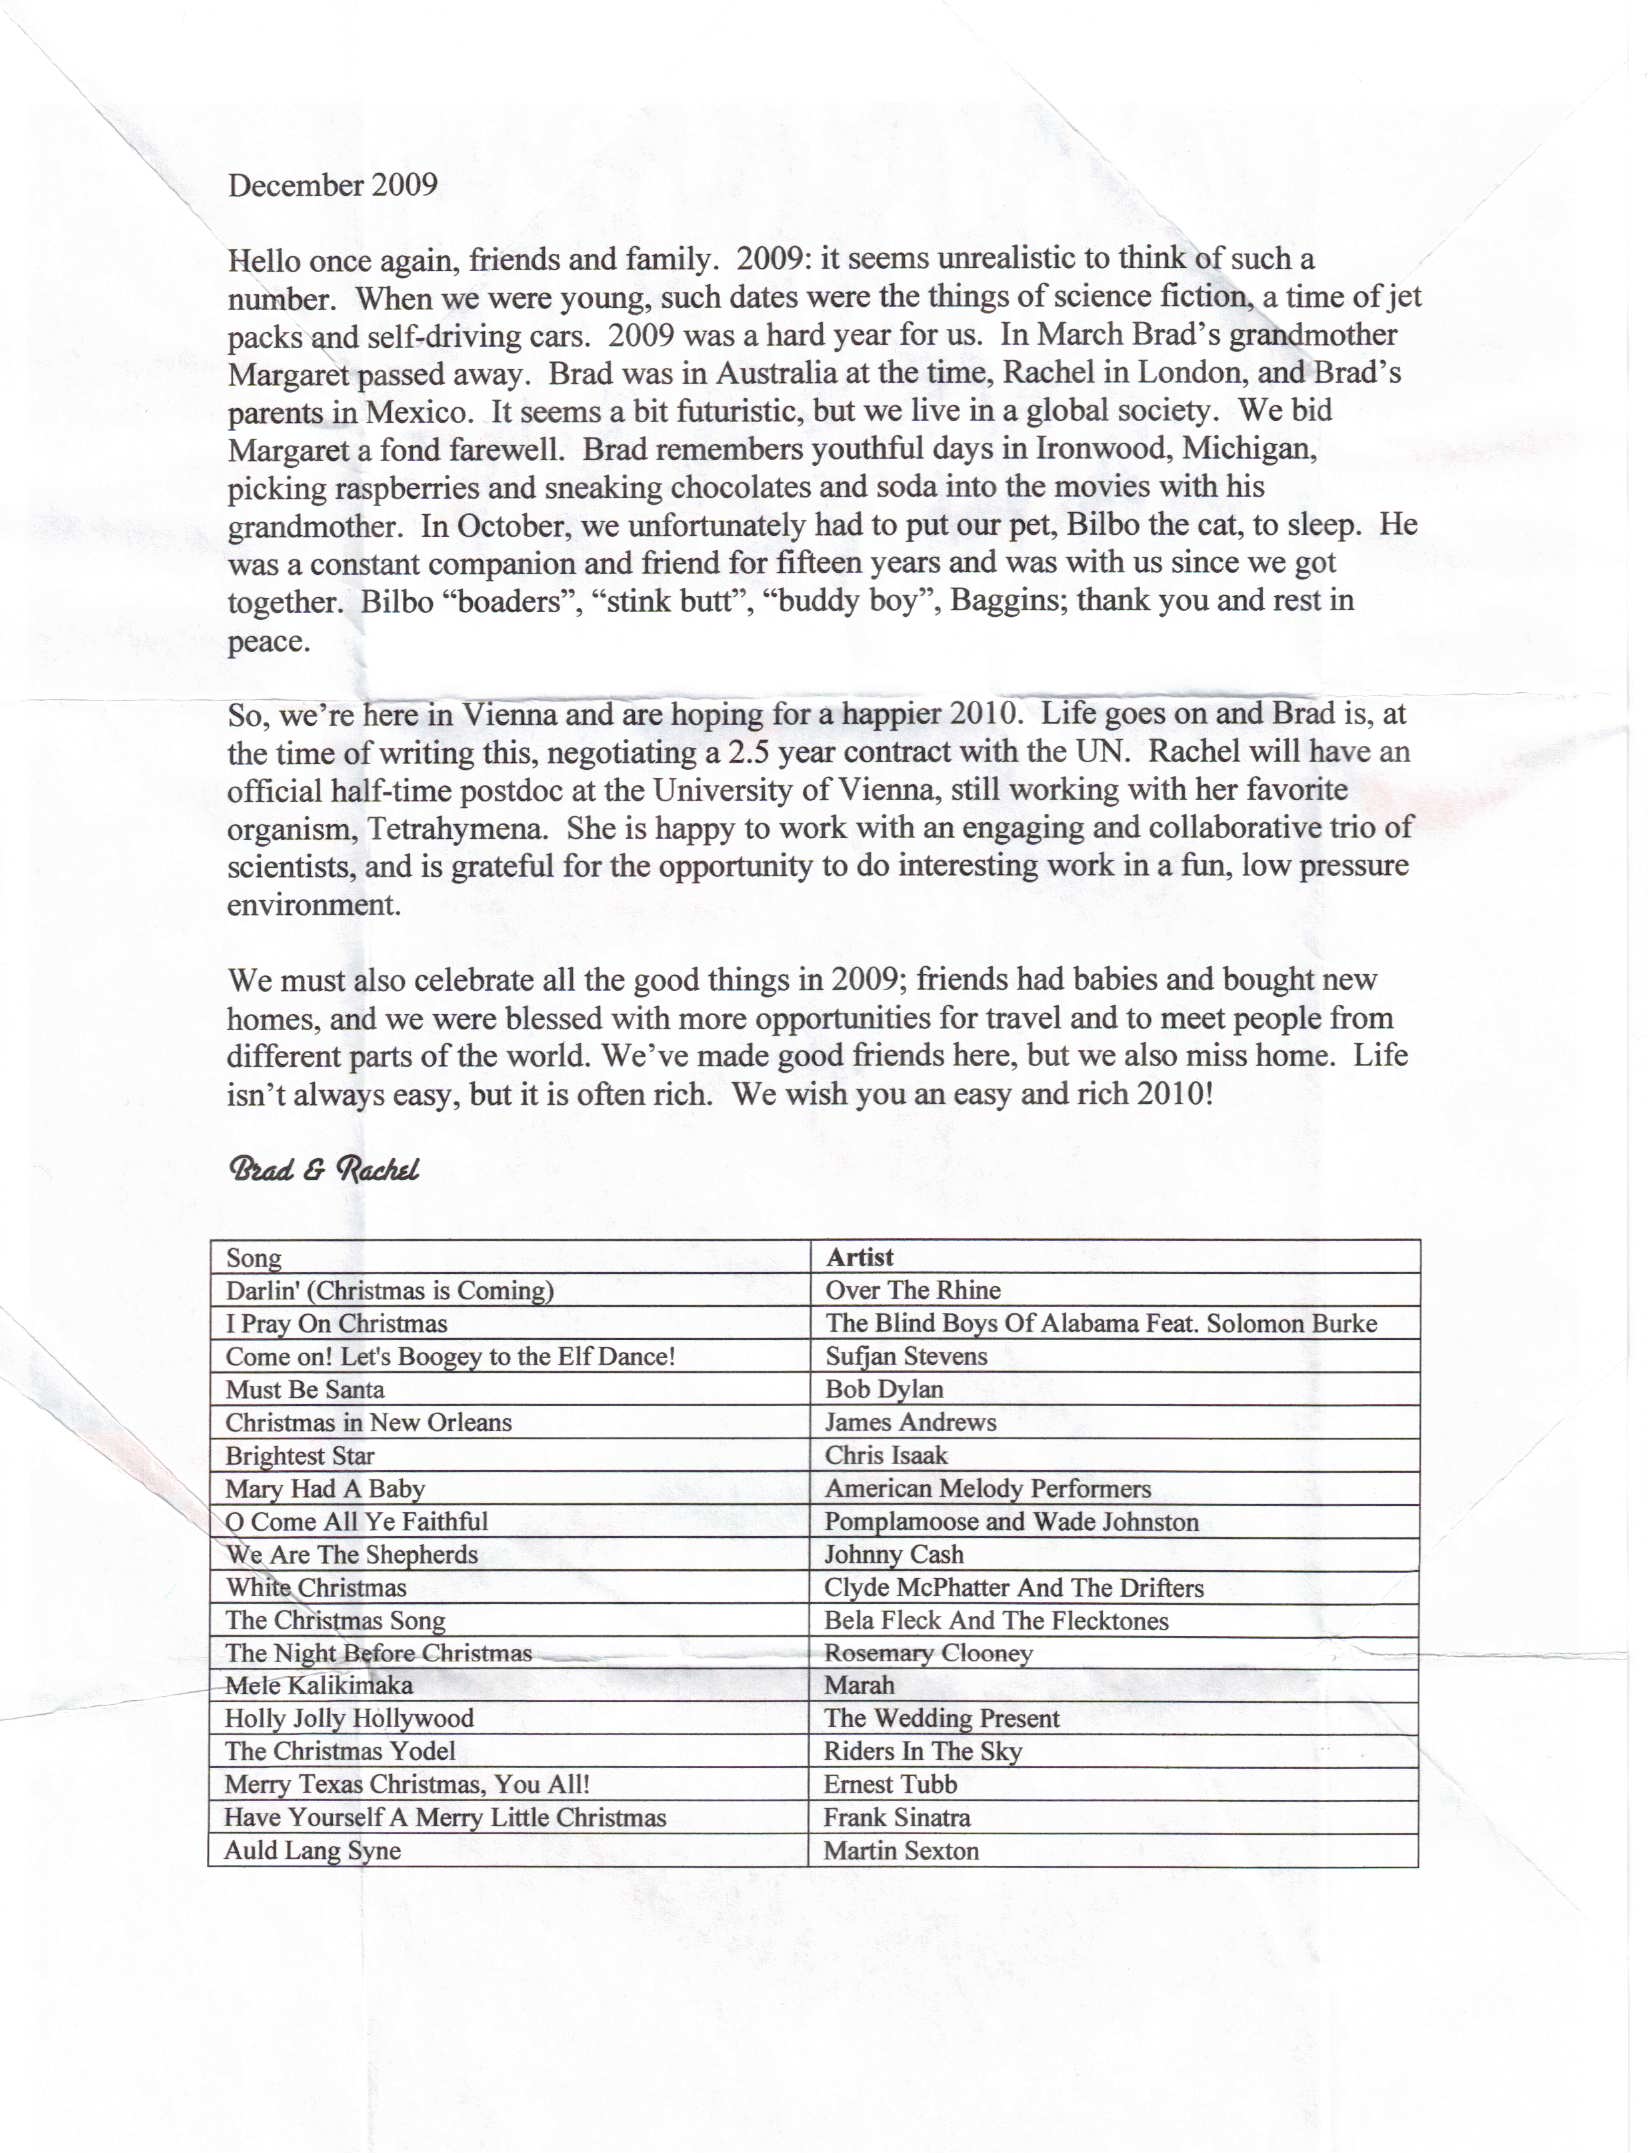 December 2009
Hello once again, friends and family. 2009: it seems unrealistic to think of such a
number. When we were young, such dates were the things of science fiction, a time of jet
packs and self-driving cars. 2009 was a hard year for us. In March Brad's grandmother
Margaret passed away. Brad was in Australia at the time, Rachel in London, and Brad's
parents in Mexico. It seems a bit futuristic, but we live in a global society. We bid
Margaret a fond farewell. Brad remembers youthful days in Ironwood, Michigan,
picking raspberries and sneaking chocolates and soda into the movies with his
grandmother. In October, we unfortunately had to put our pet, Bilbo the cat, to sleep. He
was a constant companion and friend for fifteen years and was with us since we got
together. Bilbo “boaders”, “stink butt”, “buddy boy”, Baggins; thank you and rest in
peace.
So, we're here in Vienna and are hoping for a happier 2010. Life goes on and Brad is, at
the time of writing this, negotiating a 2.5 year contract with the UN. Rachel will have an
official half-time postdoc at the University of Vienna, still working with her favorite
organism, Tetrahymena. She is happy to work with an engaging and collaborative trio of
scientists, and is grateful for the opportunity to do interesting work in a fun, low pressure
environment.
We must also celebrate all the good things in 2009; friends had babies and bought new
homes, and we were blessed with more opportunities for travel and to meet people from
different parts of the world. We've made good friends here, but we also miss home. Life
isn't always easy, but it is often rich. We wish you an easy and rich 2010!
Brad & Rachel
Song Artist
Darlin' (Christmas is Coming) Over The Rhine
I Pray On Christmas The Blind Boys Of Alabama Feat. Solomon Burke
Come on! Let's Boogey to the Elf Dance! Sufjan Stevens
Must Be Santa Bob Dylan
Christmas in New Orleans James Andrews
Brightest Star Chris Isaak
Mary Had A Baby American Melody Performers
O Come All Ye Faithful Pomplamoose and Wade Johnston
We Are The Shepherds Johnny Cash
White Christmas Clyde McPhatter And The Drifters
The Christmas Song Bela Fleck And The Flecktones
The Night Before Christmas Rosemary Clooney
Mele Kalikimaka Marah
Holly Jolly Hollywood The Wedding Present
The Christmas Yodel Riders In The Sky
Merry Texas Christmas, You All! Ernest Tubb
Have Yourself A Merry Little Christmas Frank Sinatra
Auld Lang Syne Martin Sexton